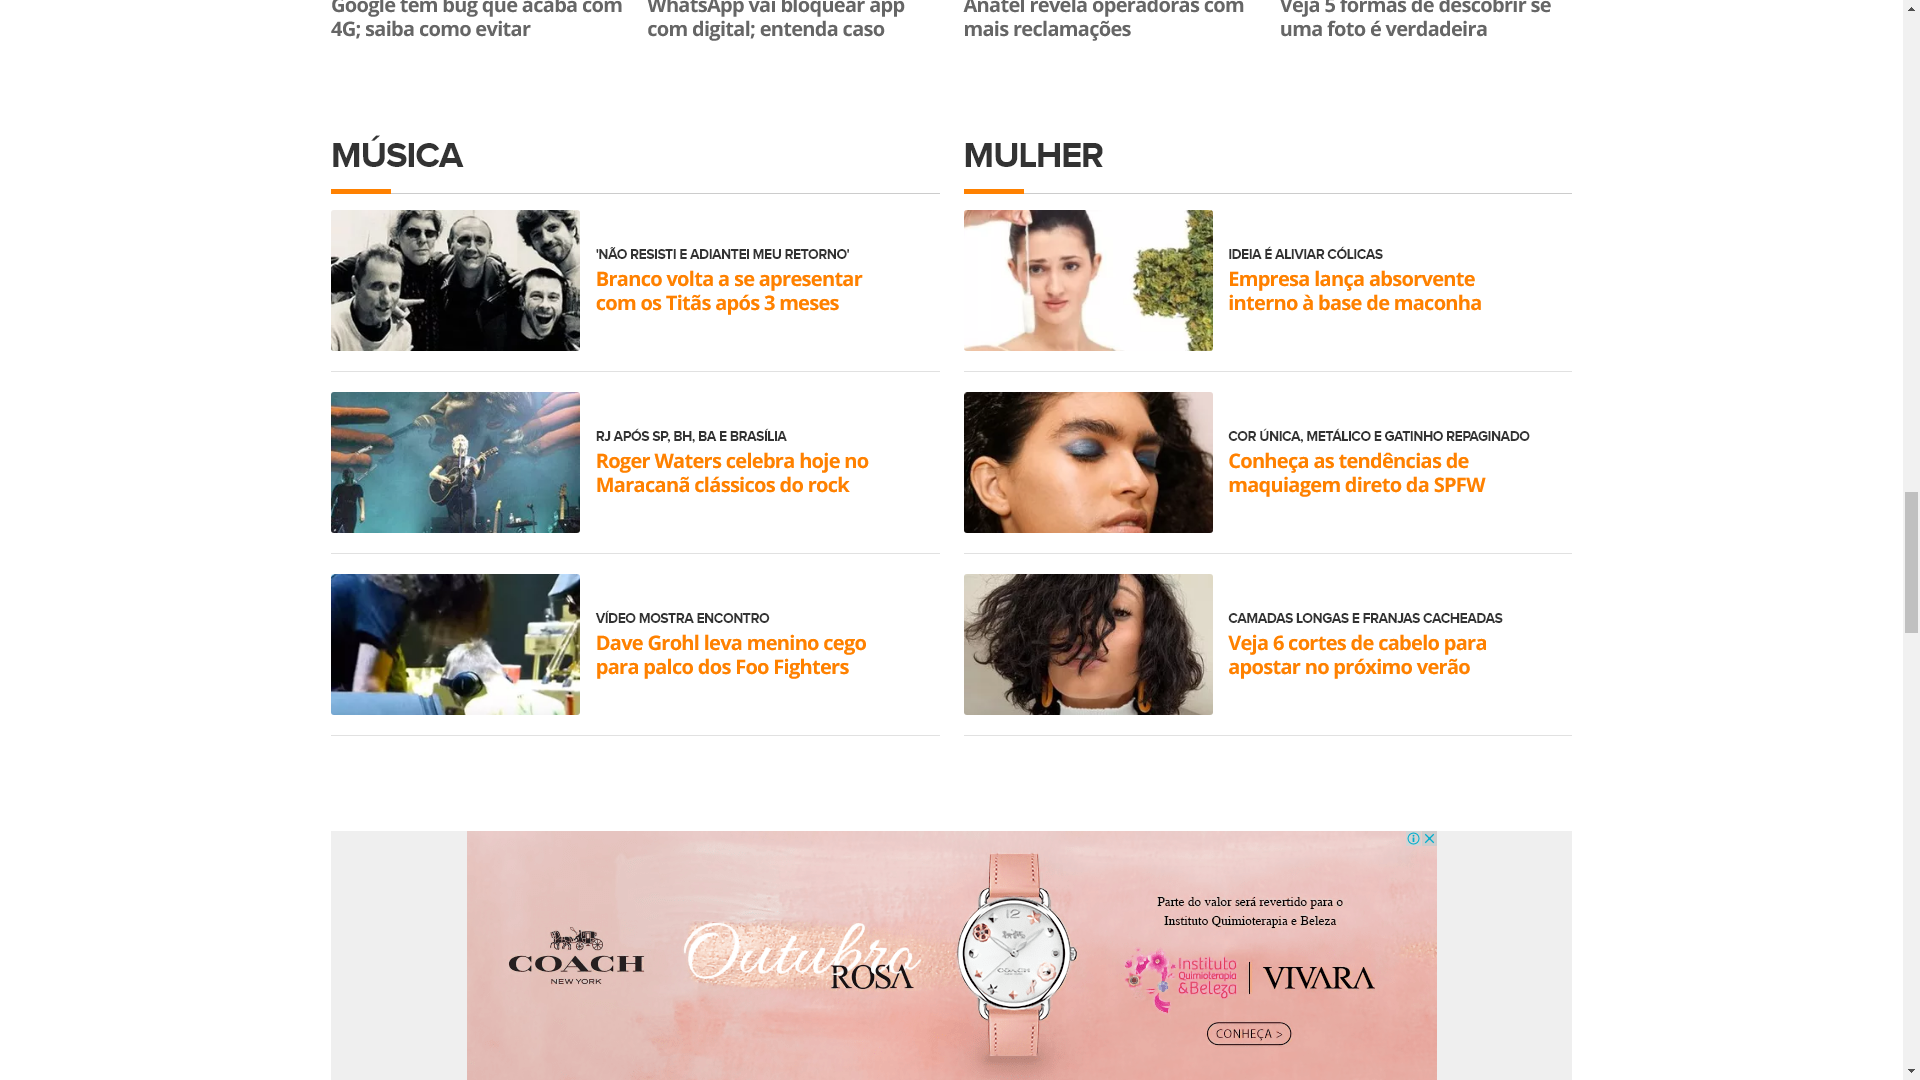 Google tem bug que acaba com
4G; saiba como evitar
WhatsApp vai bloquear app
com digital; entenda caso
Anatel revela operadoras com
mais reclamações
Veja 5 formas de descobrir se
uma foto é verdadeira
MÚSICA
'NÃO RESISTI E ADIANTEI MEU RETORNO'
Branco volta a se apresentar
com os Titãs após 3 meses
RJ APÓS SP, BH, BA E BRASÍLIA
Roger Waters celebra hoje no
Maracanã clássicos do rock
VÍDEO MOSTRA ENCONTRO
Dave Grohl leva menino cego
para palco dos Foo Fighters
MULHER
IDEIA É ALIVIAR CÓLICAS
Empresa lança absorvente
interno à base de maconha
COR ÚNICA, METÁLICO E GATINHO REPAGINADO
Conheça as tendências de
maquiagem direto da SPFW
CAMADAS LONGAS E FRANJAS CACHEADAS
Veja 6 cortes de cabelo para
apostar no próximo verão
COACH
NEW YORK
Outubro
ROSA
12
COACH
Parte do valor será revertido para o
Instituto Quimioterapia e Beleza
Instituto
Quimioterapia
&Beleza
VIVARA
CONHEÇA >